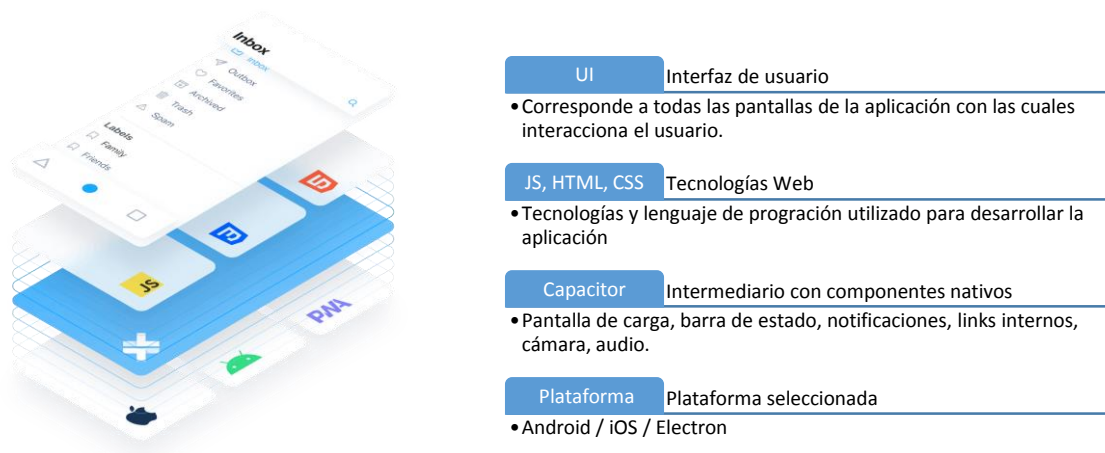 Inbox
Inbox
Outbox
Favorites
Archived
Trash
Spam
Labels
Family
Friends
JS
PWA
UI Interfaz de usuario
•Corresponde a todas las pantallas de la aplicación con las cuales
interacciona el usuario.
JS, HTML, CSS Tecnologías Web
•Tecnologías y lenguaje de progración utilizado para desarrollar la
aplicación
Capacitor Intermediario con componentes nativos
•Pantalla de carga, barra de estado, notificaciones, links internos,
cámara, audio.
Plataforma Plataforma seleccionada
•Android / iOS / Electron